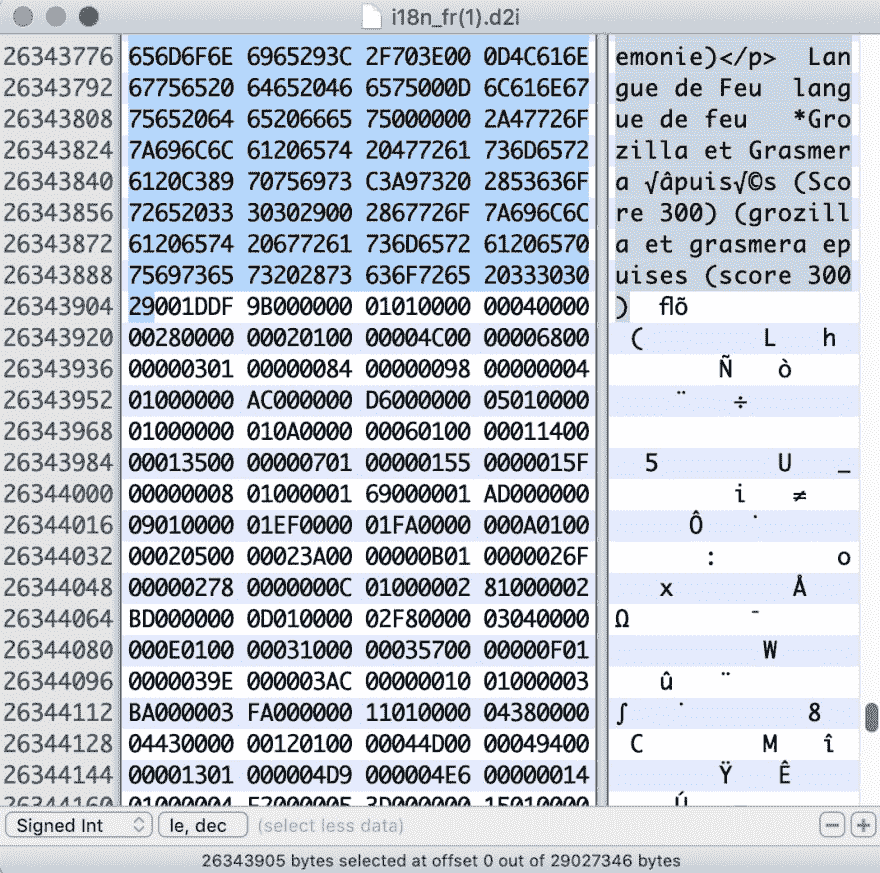 i18n_fr(1).d2i
26343776 656D6F6E 6965293C 2F703E00 0D4C616E emonie)</p> Lan
26343792 67756520 64652046 6575000D 6C616E67 gue de Feu lang
26343808 75652064 65206665 75000000 2A47726F ue de feu *Gro
26343824 7A696C6C 61206574 20477261 736D6572 zilla et Grasmer
26343840 6120C389 70756973 C3A97320 2853636F a √âpuis√©s (Sco
26343856 72652033 30302900 2867726F 7A696C6C re 300) (grozill
26343872 61206574 20677261 736D6572 61206570 a et grasmera ep
26343888 75697365 73202873 636F7265 20333030 uises (score 300
26343904 29001DDF 9B000000 01010000 00040000 ) flõ
26343920 00280000 00020100 00004C00 00006800 ( L h
26343936 00000301 00000084 00000098 00000004 Ñ ò
26343952 01000000 AC000000 D6000000 05010000 ¨ ÷
26343968 01000000 010A0000 00060100 00011400
26343984 00013500 00000701 00000155 0000015F 5 U _
26344000 00000008 01000001 69000001 AD000000 i ≠
26344016 09010000 01EF0000 01FA0000 000A0100 Ô ˙
26344032 00020500 00023A00 00000B01 0000026F : o
26344048 00000278 0000000C 01000002 81000002 x Å
26344064 BD000000 0D010000 02F80000 03040000 Ω ¯
26344080 000E0100 00031000 00035700 00000F01 W
26344096 0000039E 000003AC 00000010 01000003 û ¨
26344112 BA000003 FA000000 11010000 04380000 ∫ ˙ 8
26344128 04430000 00120100 00044D00 00049400 C M î
26344144 00001301 000004D9 000004E6 00000014 Ÿ Ê
26344160 01000004 F2000005 3D000000 15010000 Ú
Signed Int le, dec (select less data)
26343905 bytes selected at offset 0 out of 29027346 bytes